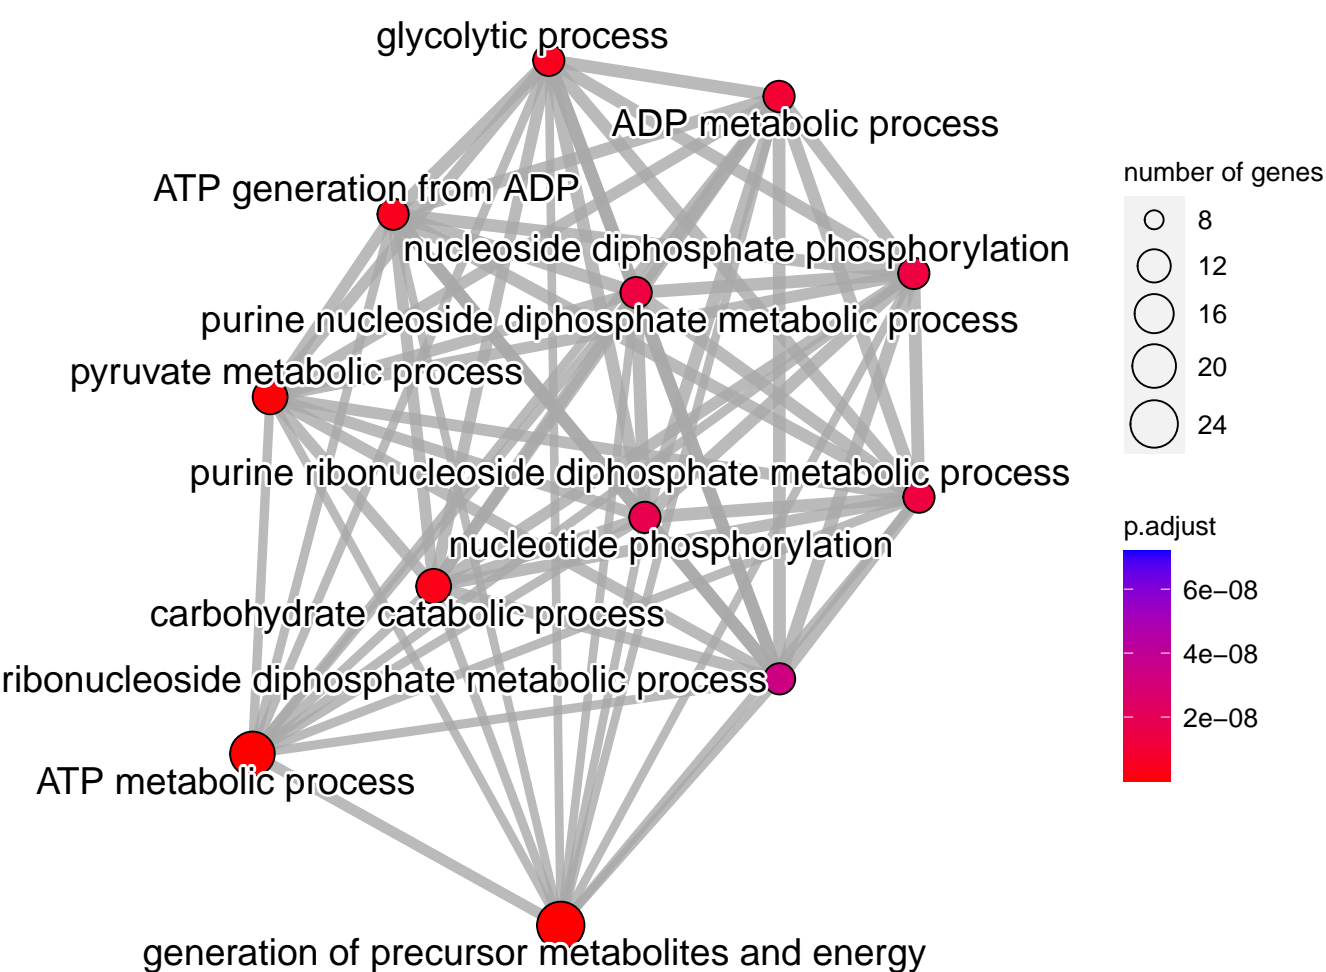 glycolytic process
ADP metabolic process
ATP generation from ADP
nucleoside diphosphate phosphorylation
purine nucleoside diphosphate metabolic process
pyruvate metabolic process
purine ribonucleoside diphosphate metabolic process
nucleotide phosphorylation
carbohydrate catabolic process
ribonucleoside diphosphate metabolic process
ATP metabolic process
generation of precursor metabolites and energy
number of genes
8
12
16
20
24
p.adjust
6e−08
4e−08
2e−08